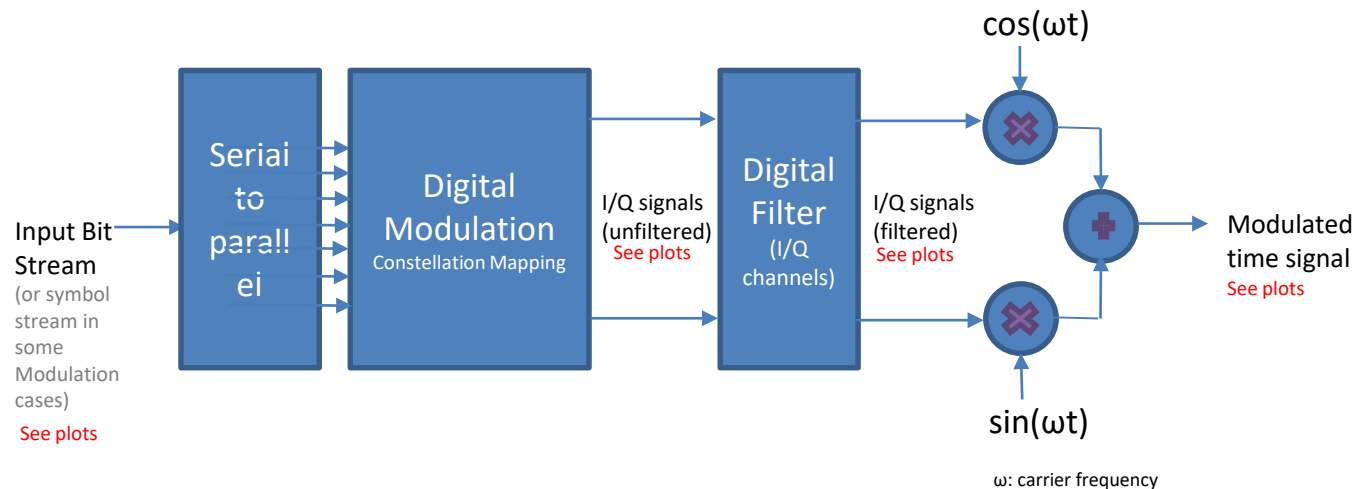 cos(ωt)
Seriai
to
parall
ei
Digital
Modulation
Constellation Mapping
I/Q signals
(unfiltered)
See plots
Digital
Filter
(I/Q
channels)
I/Q signals
(filtered)
See plots
Input Bit
Stream
(or symbol
stream in
some
Modulation
cases)
See plots
Modulated
time signal
See plots
sin(ωt)
ω: carrier frequency